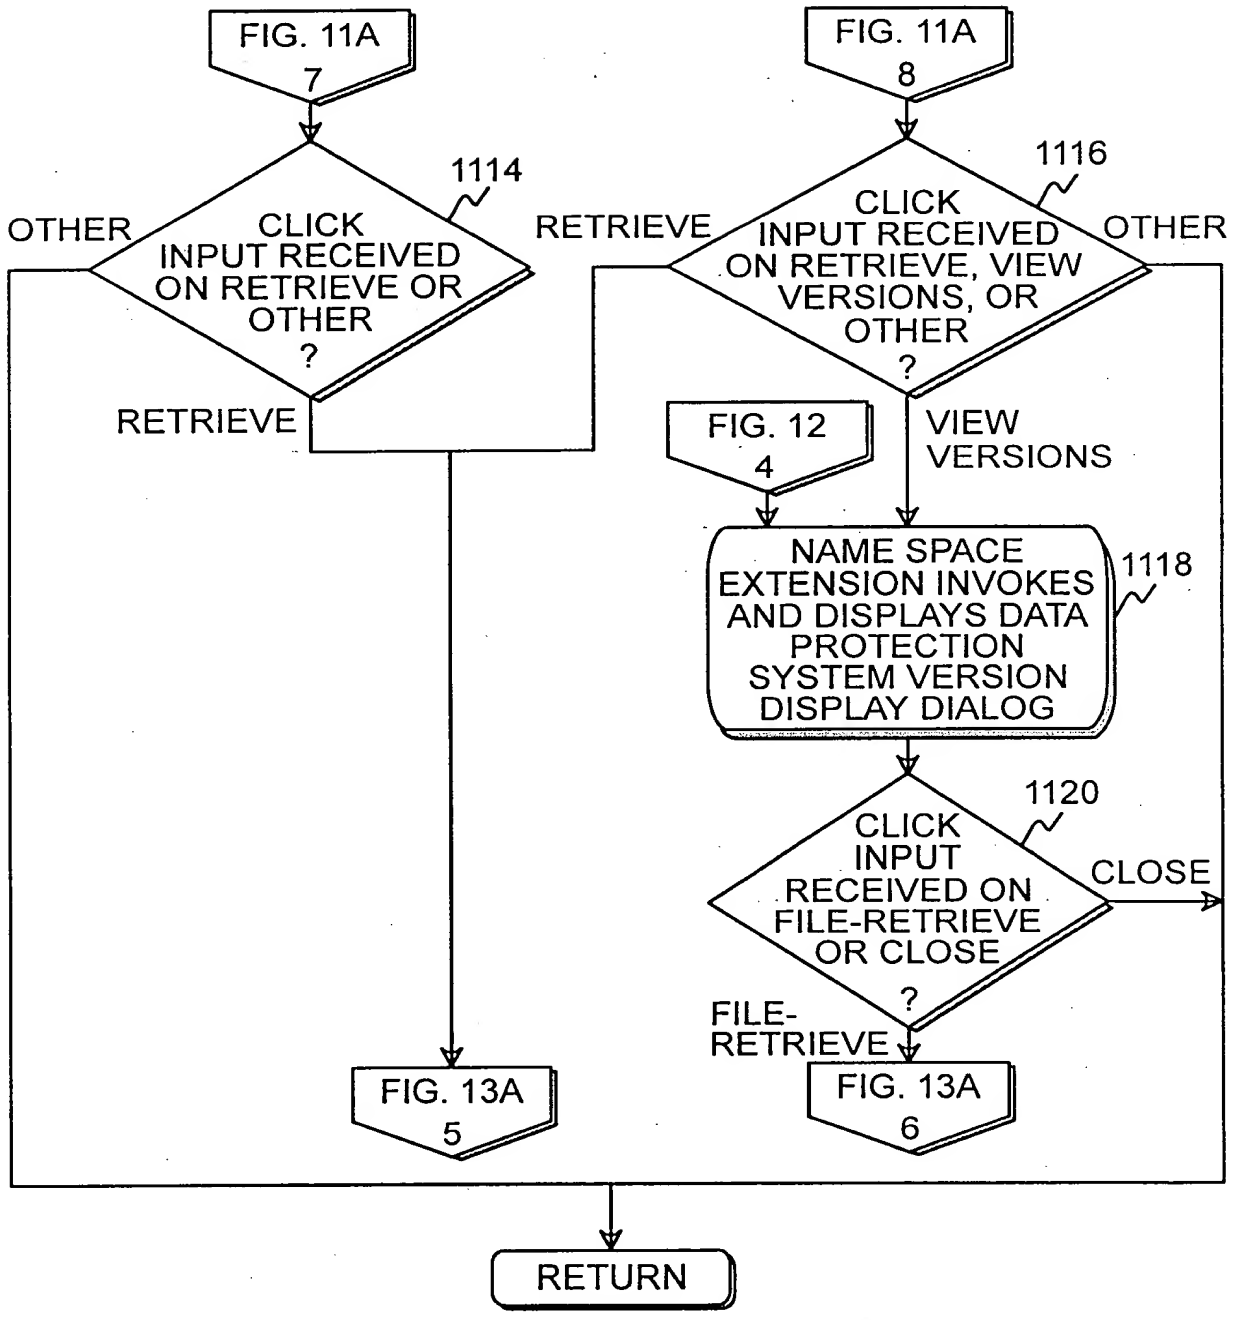 FIG. 11A
7
FIG. 11A
8
1114
1116
OTHER
CLICK
INPUT RECEIVED
ON RETRIEVE OR
OTHER
?
RETRIEVE
RETRIEVE
CLICK
INPUT RECEIVED
ON RETRIEVE, VIEW
VERSIONS, OR
OTHER
?
OTHER
VIEW
VERSIONS
FIG. 12
4
NAME SPACE
EXTENSION INVOKES
AND DISPLAYS DATA
PROTECTION
SYSTEM VERSION
DISPLAY DIALOG
1118
1120
CLICK
INPUT
RECEIVED ON
FILE-RETRIEVE
OR CLOSE
?
CLOSE
FILE-
RETRIEVE
FIG. 13A
5
FIG. 13A
6
RETURN